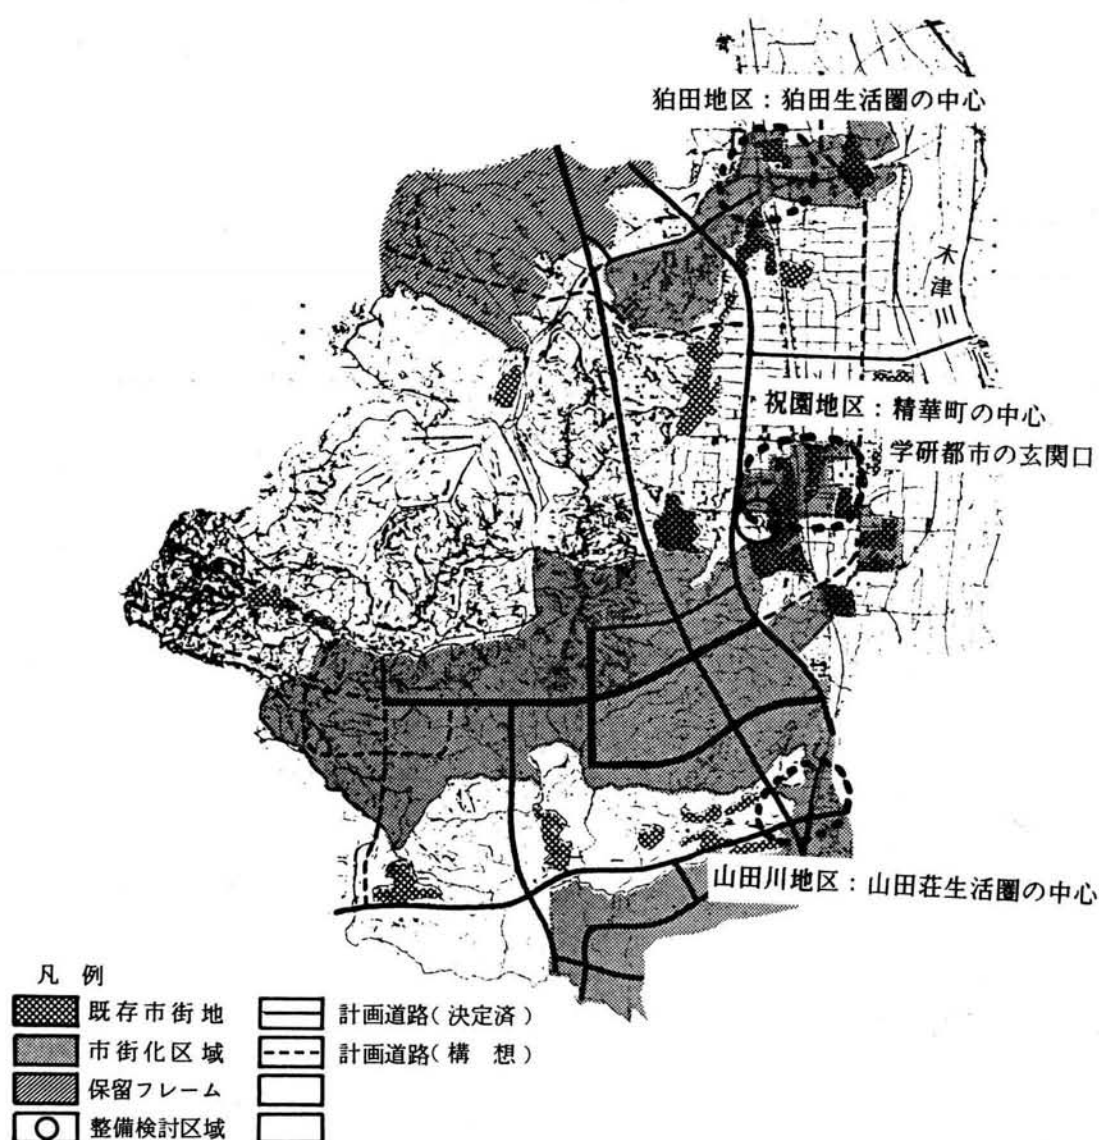 狛田地区：狛田生活圏の中心
木津川
祝園地区：精華町の中心
学研都市の玄関口
山田川地区：山田荘生活圏の中心
凡 例
既存市街地
市街化区域
保留フレーム
整備検討区域
計画道路（決定済）
計画道路（構 想）